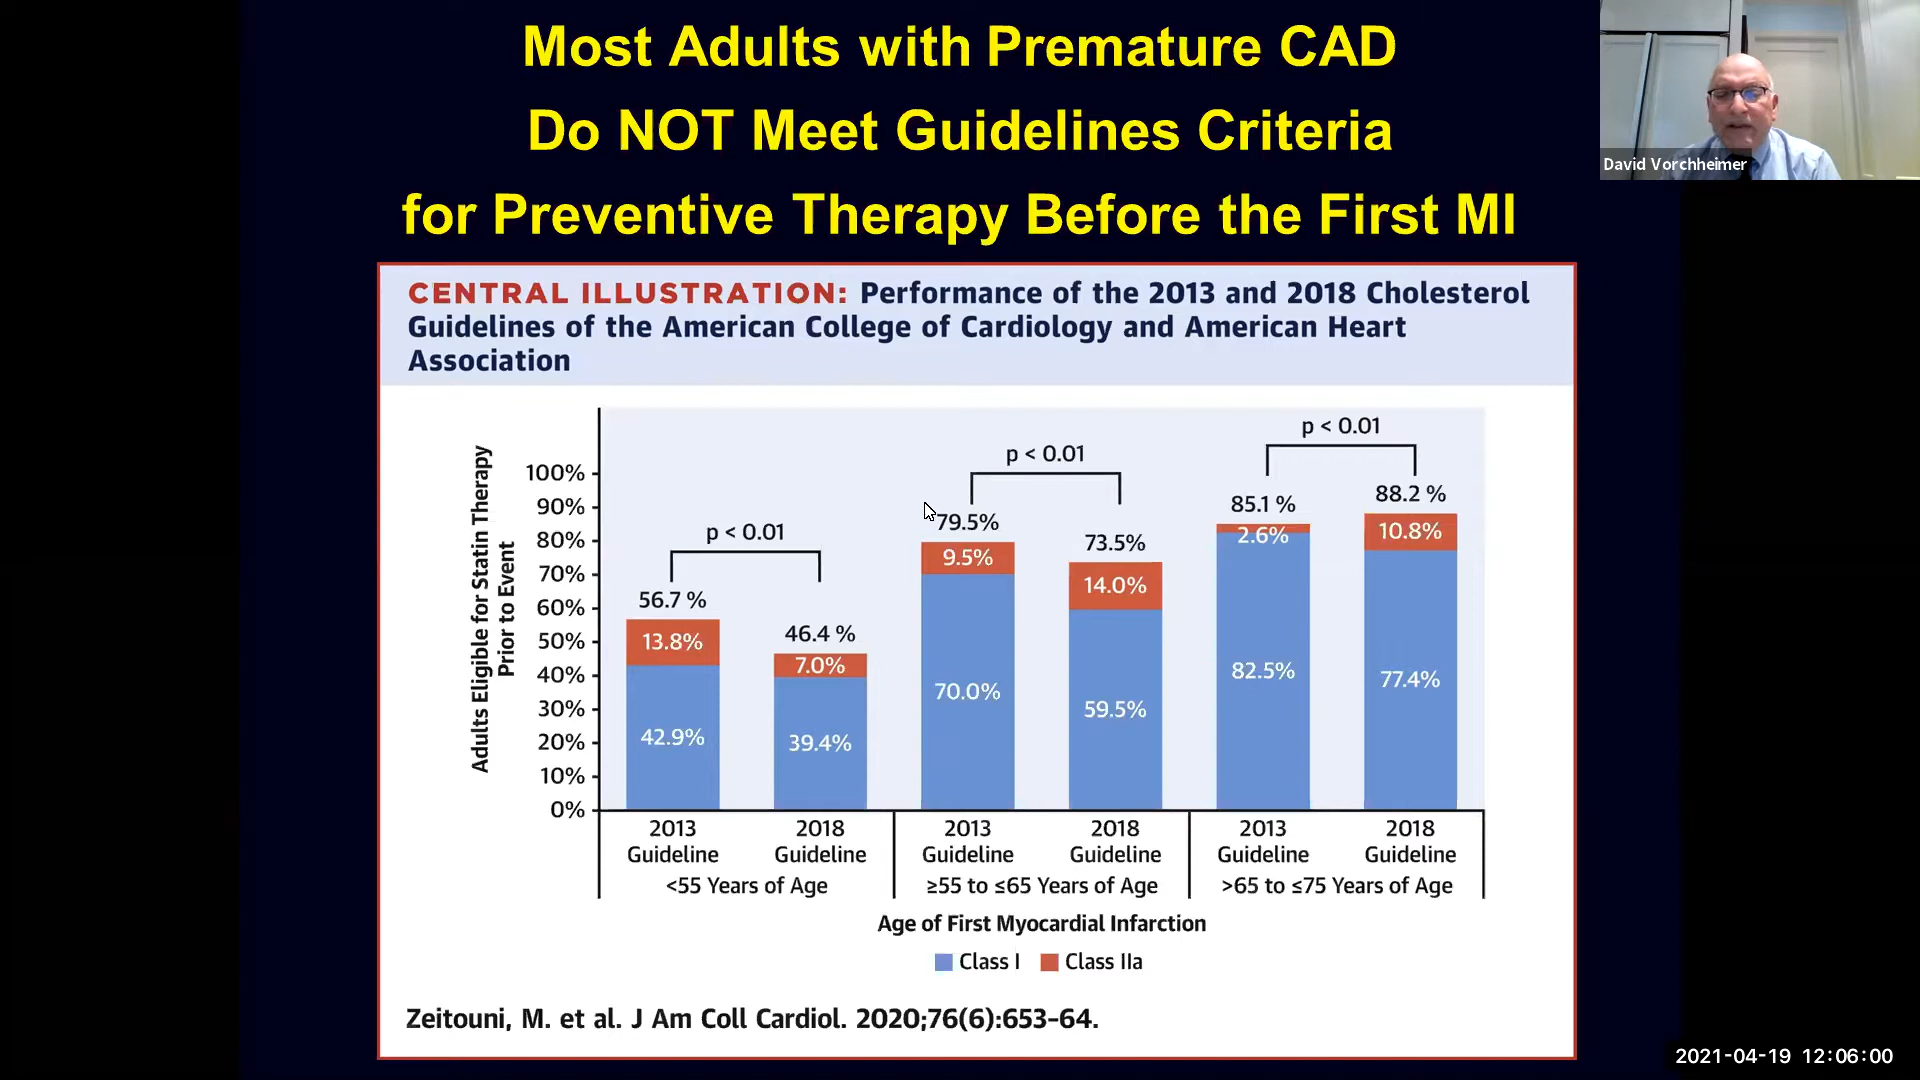 Most Adults with Premature CAD
Do NOT Meet Guidelines Criteria
for Preventive Therapy Before the First MI
David Vorchheimer
CENTRAL ILLUSTRATION: Performance of the 2013 and 2018 Cholesterol
Guidelines of the American College of Cardiology and American Heart
Association
Adults Eligible for Statin Therapy
Prior to Event
100%
90%
80%
70%
60%
50%
40%
30%
20%
10%
0%
p < 0.01
56.7 %
13.8%
42.9%
46.4 %
7.0%
39.4%
p < 0.01
79.5%
9.5%
70.0%
73.5%
14.0%
59.5%
p < 0.01
85.1 %
2.6%
82.5%
88.2 %
10.8%
77.4%
2013 Guideline
2018 Guideline
<55 Years of Age
2013 Guideline
2018 Guideline
≥55 to ≤65 Years of Age
2013 Guideline
2018 Guideline
>65 to ≤75 Years of Age
Age of First Myocardial Infarction
Class I Class IIa
Zeitouni, M. et al. J Am Coll Cardiol. 2020;76(6):653–64.
2021-04-19 12:06:00